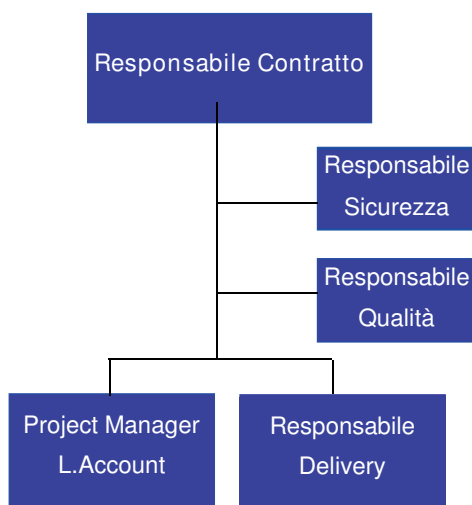 Responsabile Contratto
Responsabile
Sicurezza
Responsabile
Qualità
Project Manager
L.Account
Responsabile
Delivery